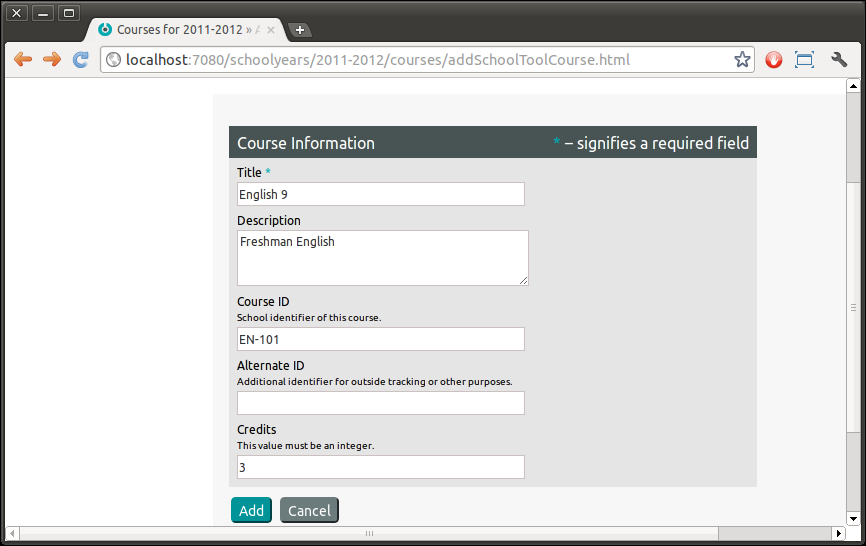 Courses for 2011-2012 » A
localhost:7080/schoolyears/2011-2012/courses/addSchoolToolCourse.html
Course Information
* – signifies a required field
Title *
English 9
Description
Freshman English
Course ID
School identifier of this course.
EN-101
Alternate ID
Additional identifier for outside tracking or other purposes.
Credits
This value must be an integer.
3
Add
Cancel